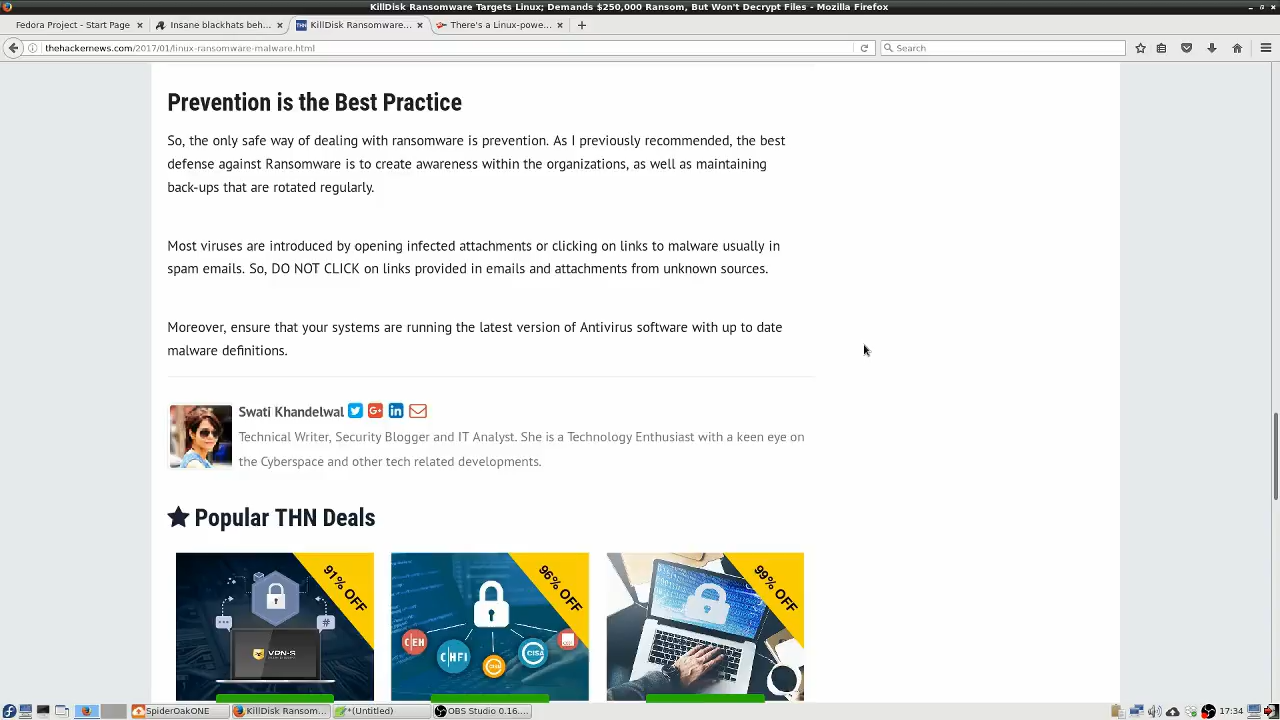 KillDisk Ransomware Targets Linux; Demands $250,000 Ransom, But Won't Decrypt Files - Mozilla Firefox
Fedora Project - Start Page
Insane blackhats beh...
KillDisk Ransomware...
There's a Linux-powe...
thehackernews.com/2017/01/linux-ransomware-malware.html
Search
Prevention is the Best Practice
So, the only safe way of dealing with ransomware is prevention. As I previously recommended, the best
defense against Ransomware is to create awareness within the organizations, as well as maintaining
back-ups that are rotated regularly.
Most viruses are introduced by opening infected attachments or clicking on links to malware usually in
spam emails. So, DO NOT CLICK on links provided in emails and attachments from unknown sources.
Moreover, ensure that your systems are running the latest version of Antivirus software with up to date
malware definitions.
Swati Khandelwal
Technical Writer, Security Blogger and IT Analyst. She is a Technology Enthusiast with a keen eye on
the Cyberspace and other tech related developments.
Popular THN Deals
91% OFF
96% OFF
99% OFF
CEH
CHFI
CISA
VPN-S
SpiderOakONE
KillDisk Ransom...
*(Untitled)
OBS Studio 0.16....
17:34